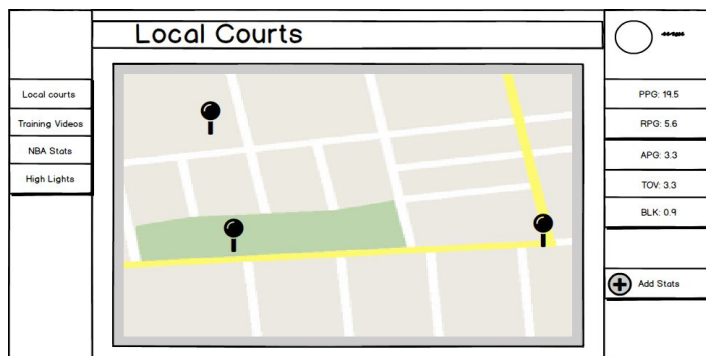 Local Courts
Local courts
Training Videos
NBA Stats
High Lights
PPG: 19.5
RPG: 5.6
APG: 3.3
TOV: 3.3
BLK: 0.9
Add Stats